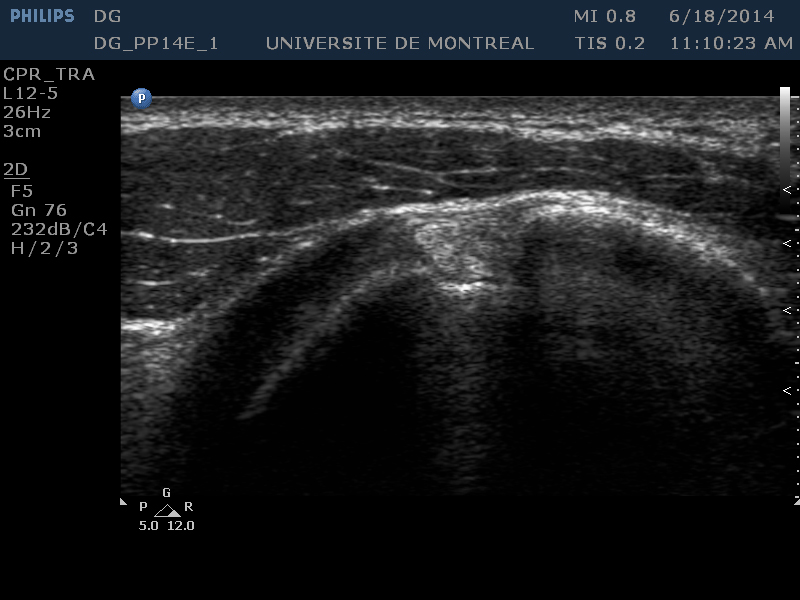 PHILIPS DG MI 0.8 6/18/2014
DG_PP14E_1 UNIVERSITE DE MONTREAL TIS 0.2 11:10:23 AM
CPR_TRA
L12-5
26Hz
3cm
P
2D
F5
Gn 76
232dB/C4
H/2/3
G
P R
5.0 12.0